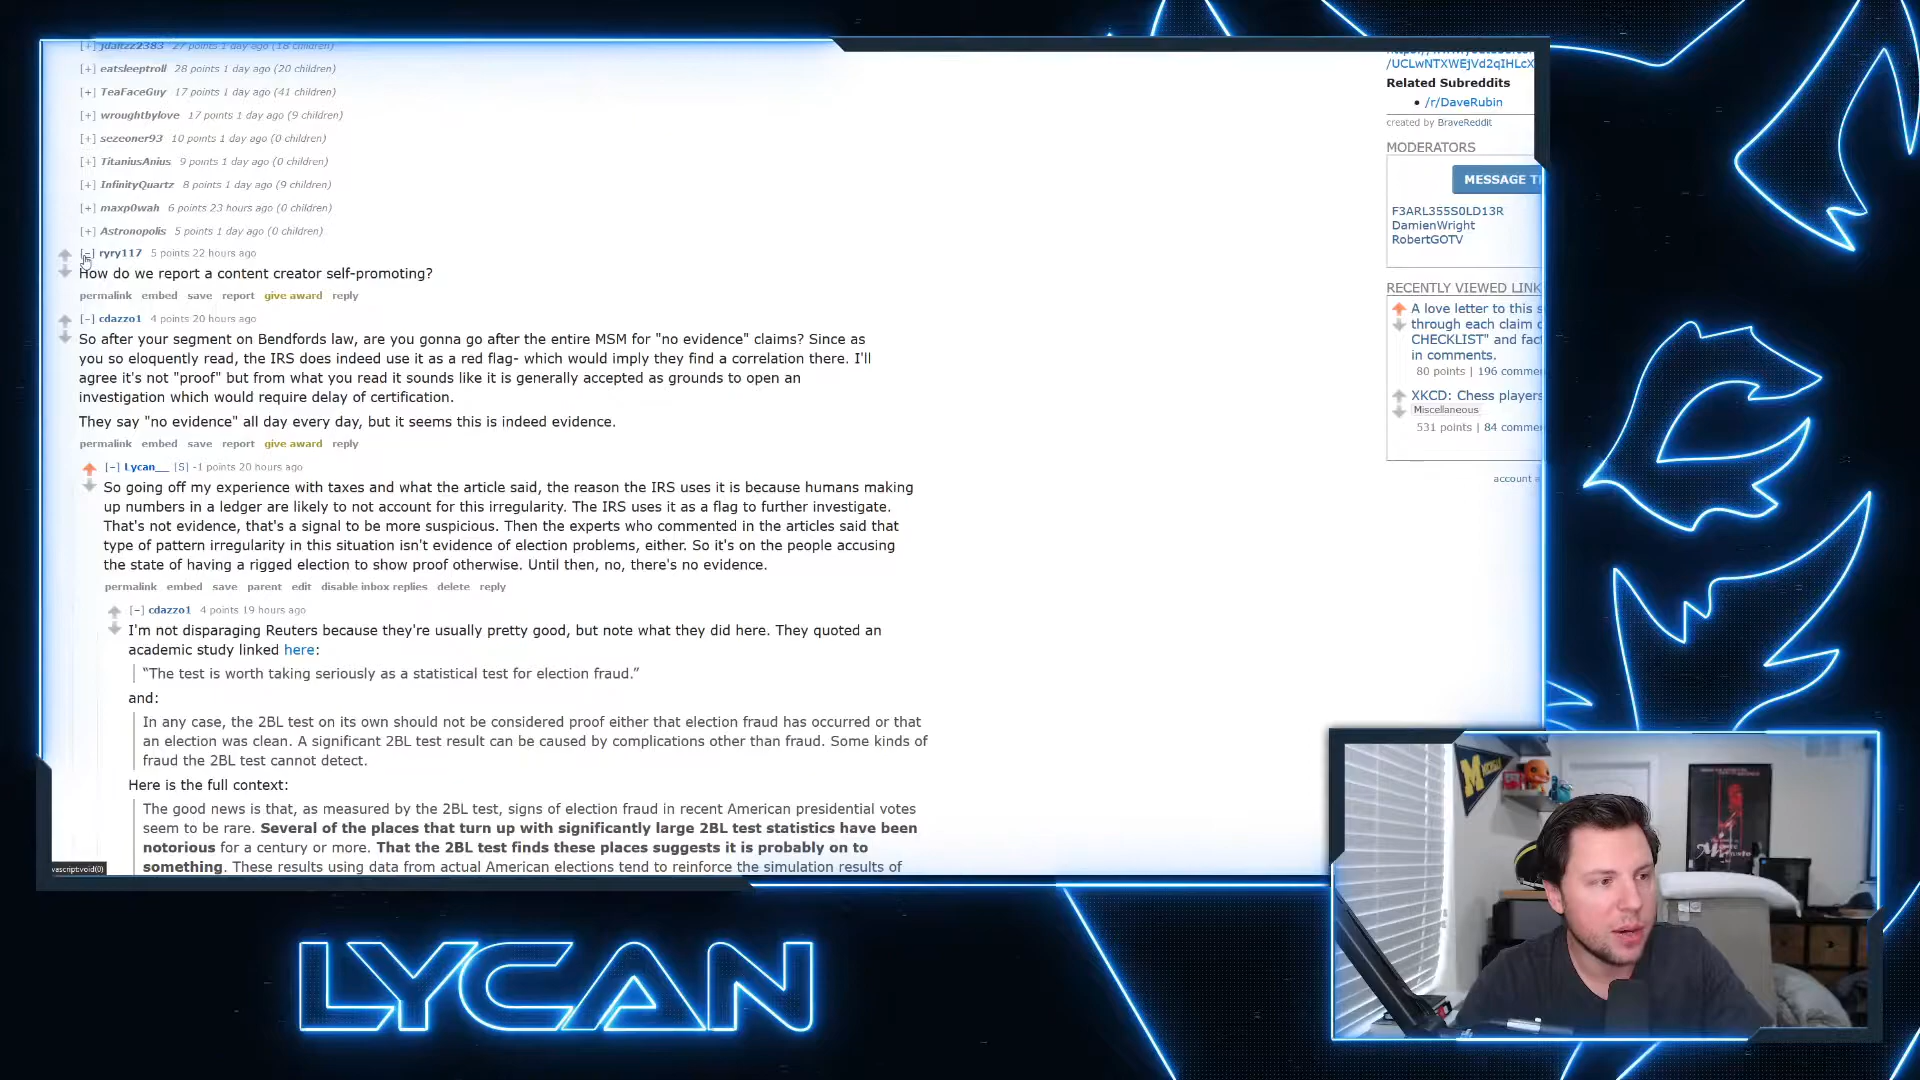 [+] jdaltzz2383 27 points 1 day ago (18 children)
[+] eatsleeptroll 28 points 1 day ago (20 children)
[+] TeaFaceGuy 17 points 1 day ago (41 children)
[+] wroughtbylove 17 points 1 day ago (9 children)
[+] sezeoner93 10 points 1 day ago (0 children)
[+] TitaniusAnius 9 points 1 day ago (0 children)
[+] InfinityQuartz 8 points 1 day ago (9 children)
[+] maxp0wah 6 points 23 hours ago (0 children)
[+] Astronopolis 5 points 1 day ago (0 children)
[–] ryry117 5 points 22 hours ago
How do we report a content creator self-promoting?
permalink embed save report give award reply
[–] cdazzo1 4 points 20 hours ago
So after your segment on Bendfords law, are you gonna go after the entire MSM for "no evidence" claims? Since as
you so eloquently read, the IRS does indeed use it as a red flag- which would imply they find a correlation there. I'll
agree it's not "proof" but from what you read it sounds like it is generally accepted as grounds to open an
investigation which would require delay of certification.
They say "no evidence" all day every day, but it seems this is indeed evidence.
permalink embed save report give award reply
[–] Lycan__ [S] -1 points 20 hours ago
So going off my experience with taxes and what the article said, the reason the IRS uses it is because humans making
up numbers in a ledger are likely to not account for this irregularity. The IRS uses it as a flag to further investigate.
That's not evidence, that's a signal to be more suspicious. Then the experts who commented in the articles said that
type of pattern irregularity in this situation isn't evidence of election problems, either. So it's on the people accusing
the state of having a rigged election to show proof otherwise. Until then, no, there's no evidence.
permalink embed save parent edit disable inbox replies delete reply
[–] cdazzo1 4 points 19 hours ago
I'm not disparaging Reuters because they're usually pretty good, but note what they did here. They quoted an
academic study linked here:
“The test is worth taking seriously as a statistical test for election fraud.”
and:
In any case, the 2BL test on its own should not be considered proof either that election fraud has occurred or that
an election was clean. A significant 2BL test result can be caused by complications other than fraud. Some kinds of
fraud the 2BL test cannot detect.
Here is the full context:
The good news is that, as measured by the 2BL test, signs of election fraud in recent American presidential votes
seem to be rare. Several of the places that turn up with significantly large 2BL test statistics have been
notorious for a century or more. That the 2BL test finds these places suggests it is probably on to
something. These results using data from actual American elections tend to reinforce the simulation results of
vascript:void(0)
/UCLwNTXWEjVd2qIHLcX
Related Subreddits
• /r/DaveRubin
created by BraveReddit
MODERATORS
MESSAGE T
F3ARL355S0LD13R
DamienWright
RobertGOTV
RECENTLY VIEWED LINK
A love letter to this s
through each claim
CHECKLIST" and fac
in comments.
80 points | 196 comme
XKCD: Chess players
Miscellaneous
531 points | 84 comme
account
LYCAN